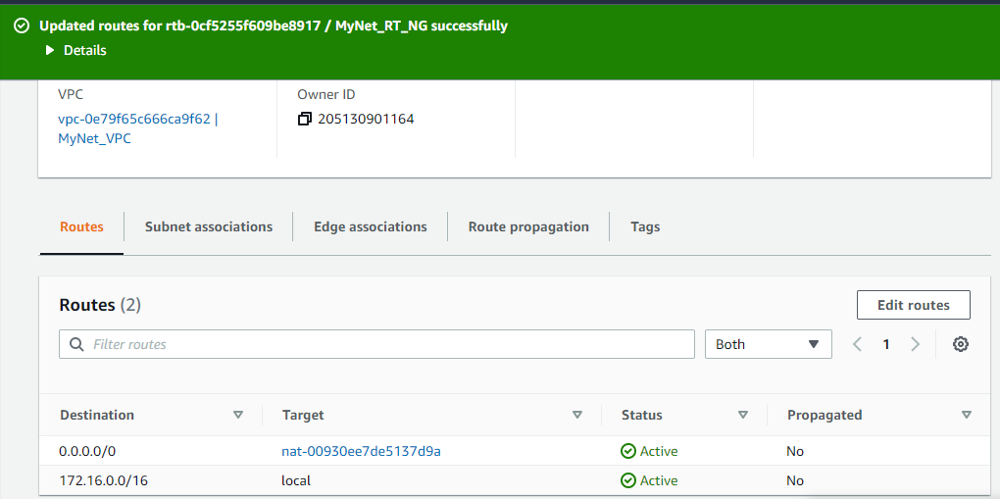 Updated routes for rtb-0cf5255f609be8917 / MyNet_RT_NG successfully
Details
VPC
Owner ID
vpc-0e79f65c666ca9f62 |
MyNet_VPC
205130901164
Routes
Subnet associations
Edge associations
Route propagation
Tags
Routes (2)
Edit routes
Filter routes
Both
1
Destination
Target
Status
Propagated
0.0.0.0/0
nat-00930ee7de5137d9a
Active
No
172.16.0.0/16
local
Active
No